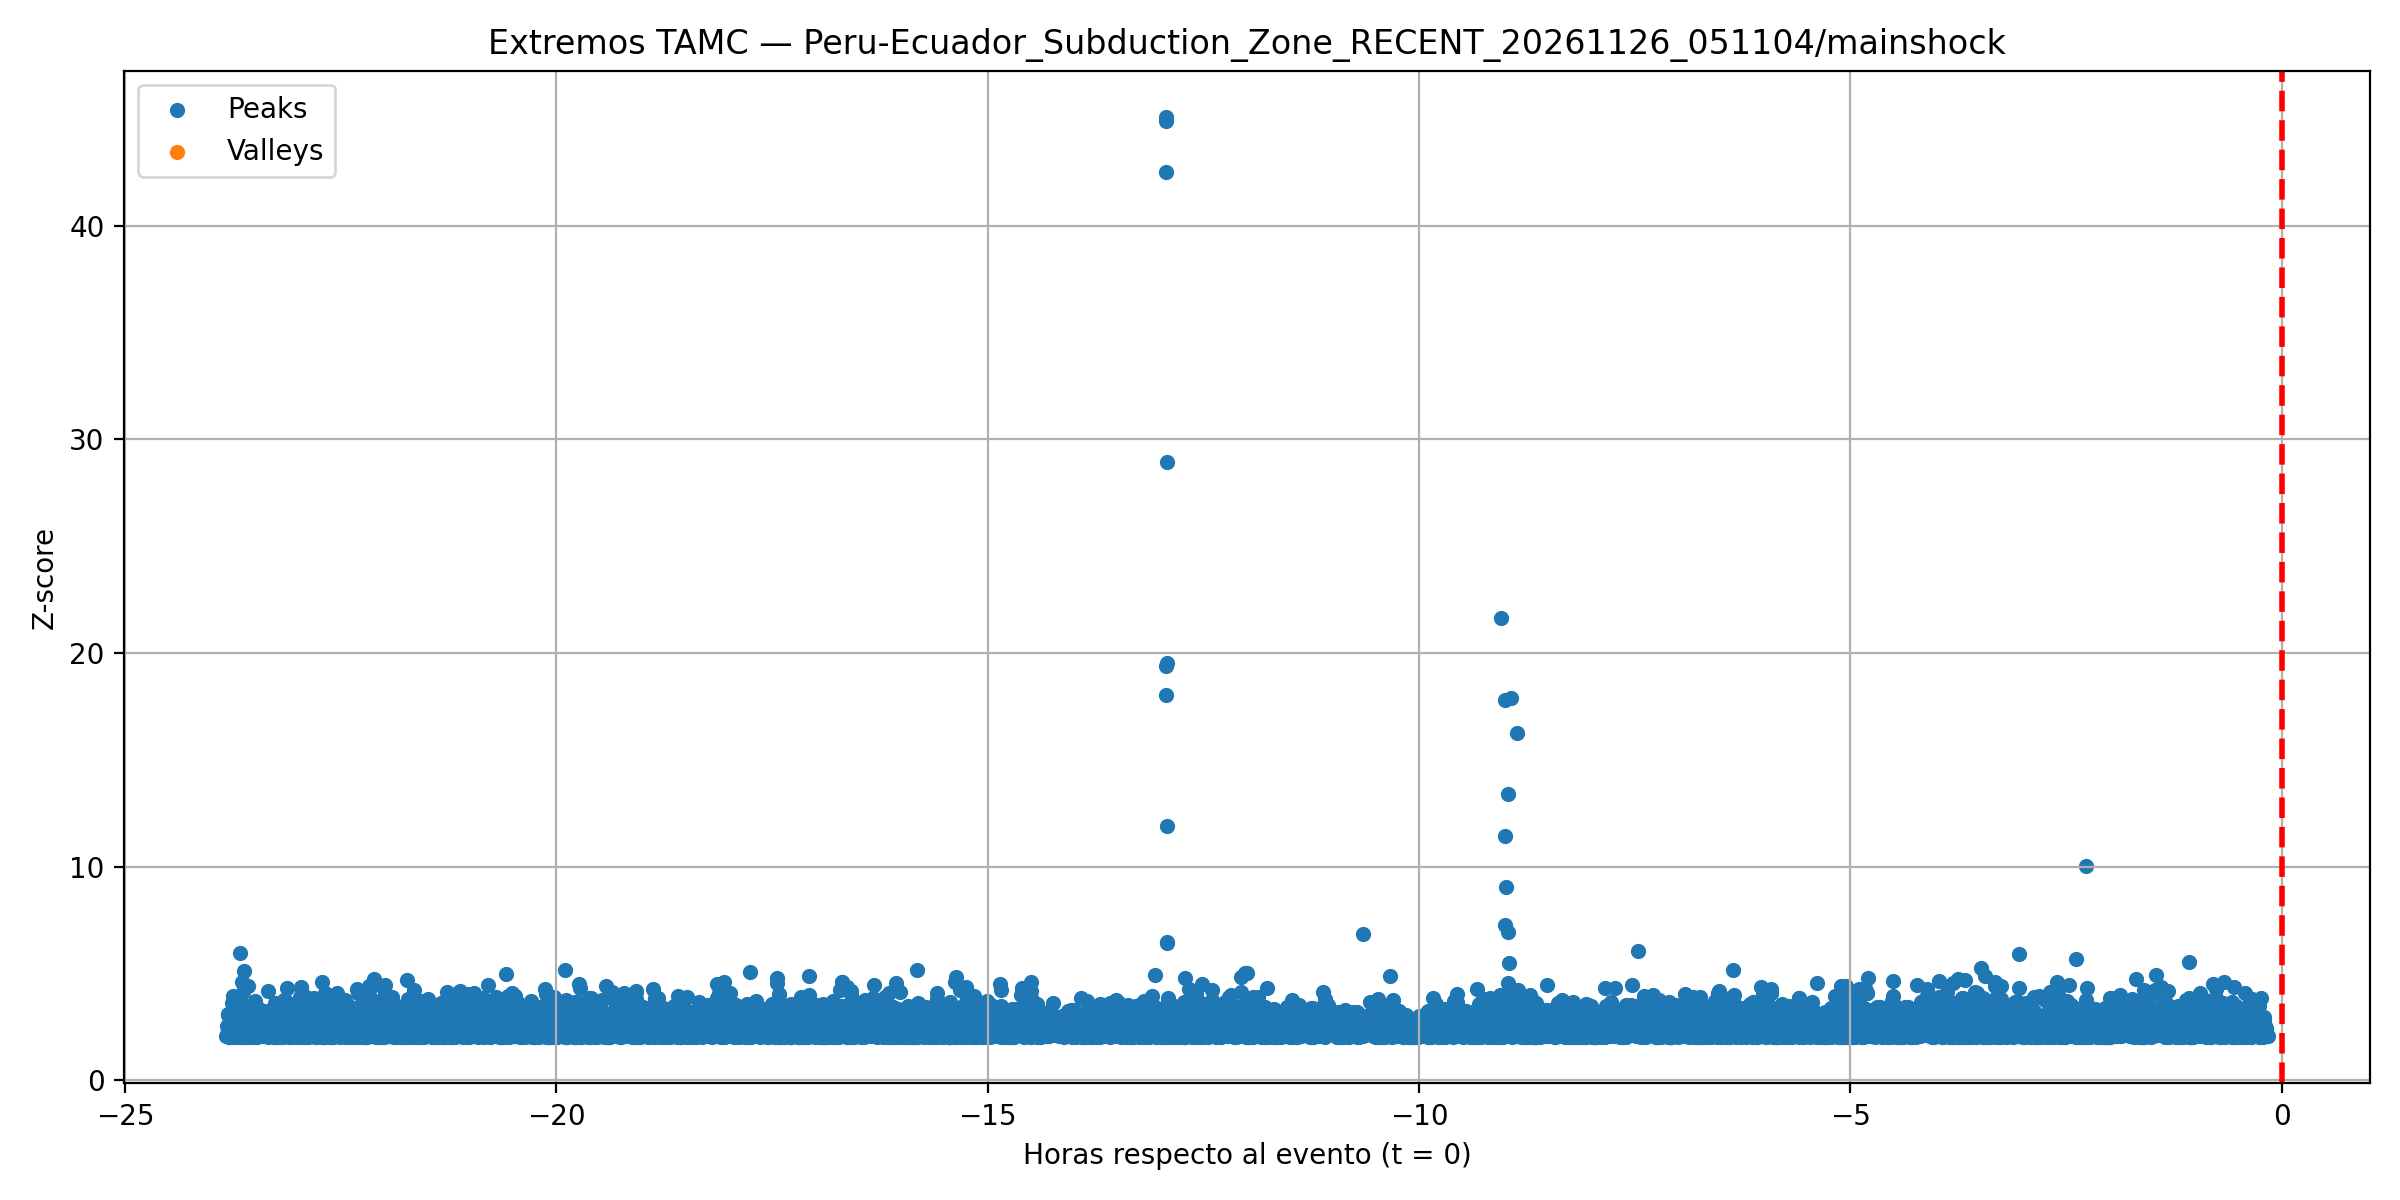 Extremos TAMC — Peru-Ecuador_Subduction_Zone_RECENT_20261126_051104/mainshock
Peaks
Valleys
Z-score
40
30
20
10
0
−25
−20
−15
−10
−5
0
Horas respecto al evento (t = 0)